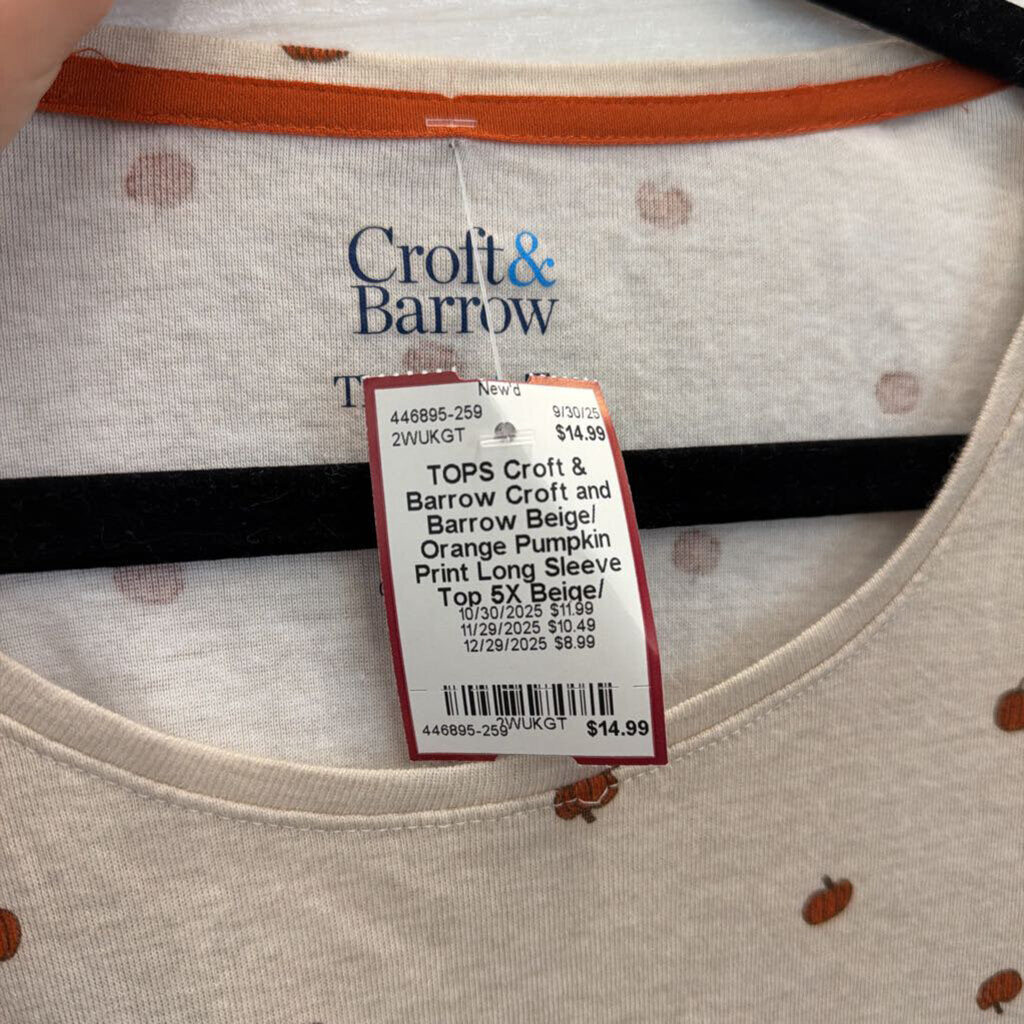 Croft&
Barrow
New'd
446895-259 9/30/25
2WUKGT $14.99
TOPS Croft &
Barrow Croft and
Barrow Beige/
Orange Pumpkin
Print Long Sleeve
Top 5X Beige/
10/30/2025 $11.99
11/29/2025 $10.49
12/29/2025 $8.99
2WUKGT
446895-259 $14.99